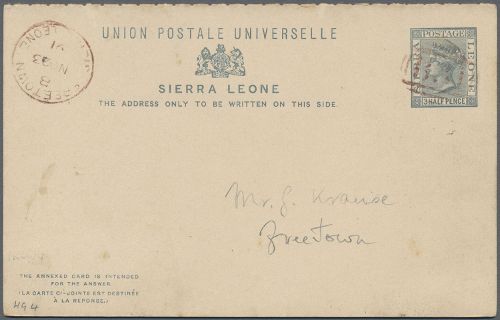 UNION POSTALE UNIVERSELLE
SIERRA LEONE
THE ADDRESS ONLY TO BE WRITTEN ON THIS SIDE.
FREETOWN
LEONE
POSTAGE
LEONE
3 HALF PENCE
Mr. J. Krause
Freetown
THE ANNEXED CARD IS INTENDED
FOR THE ANSWER.
(LA CARTE CI-JOINTE EST DESTINÉE
À LA RÉPONSE.)
HG 4